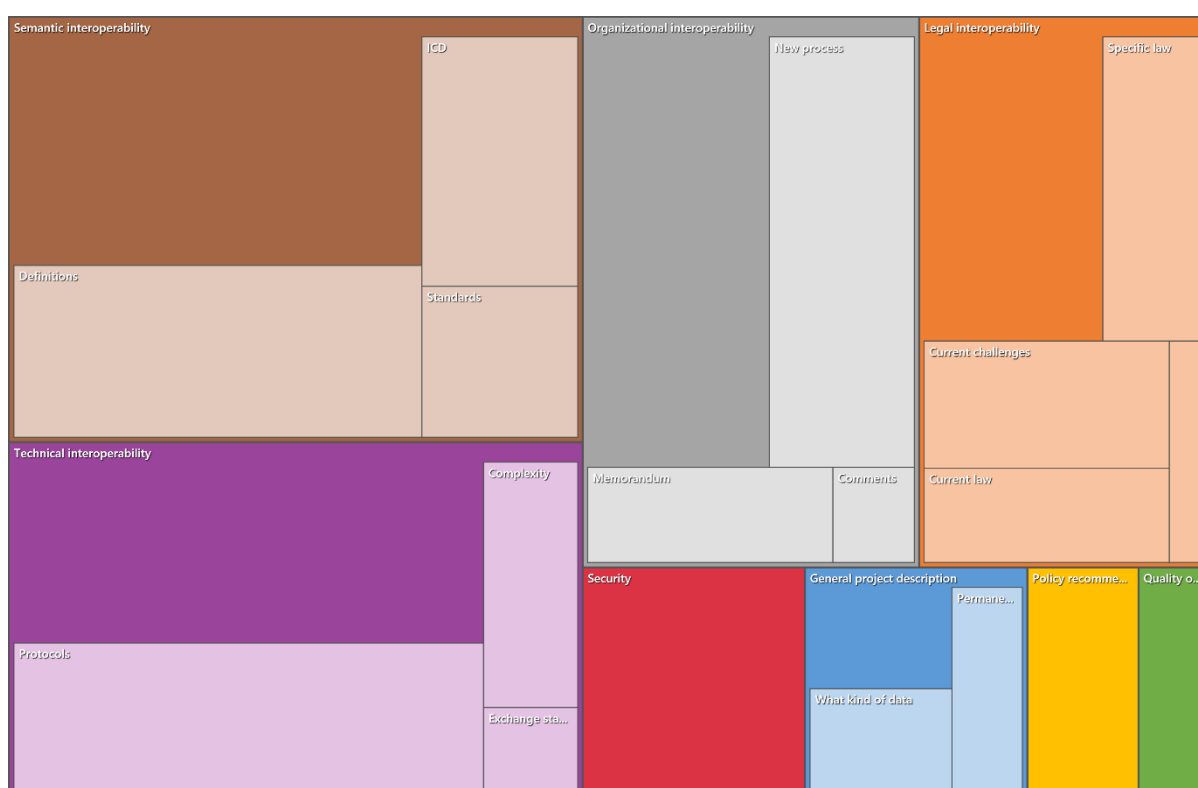 Semantic interoperability
ICD
Definitions
Standards
Technical interoperability
Complexity
Protocols
Exchange sta...
Organizational interoperability
New process
Memorandum
Comments
Legal interoperability
Specific law
Current challenges
Current law
Security
General project description
Permane...
What kind of data
Policy recomme...
Quality o...